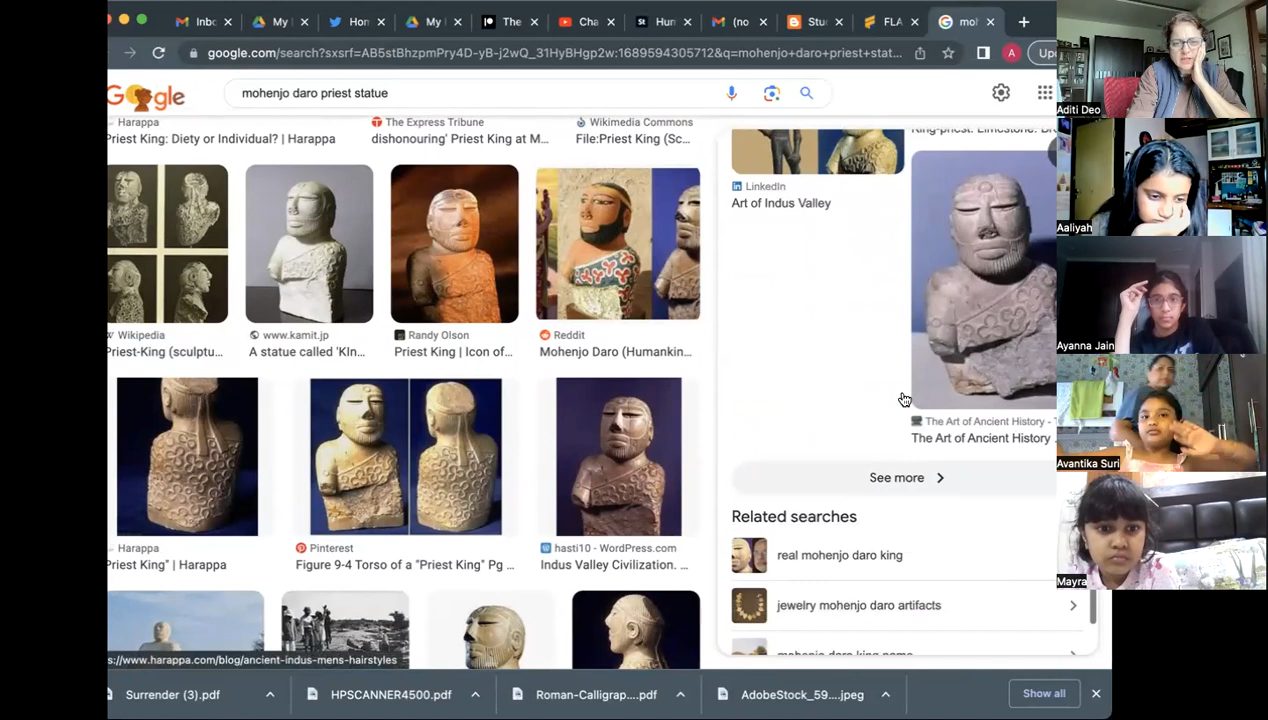 Inb
My I
Hon
My I
The
Cha
St Hun
(no
Stu
FLA
mol
google.com/search?sxsrf=AB5stBhzpmPry4D-yB-j2wQ_31HyBHgp2w:1689594305712&q=mohenjo+daro+priest+stat...
A
Upd
Google
mohenjo daro priest statue
Harappa
Priest King: Diety or Individual? | Harappa
The Express Tribune
dishonouring' Priest King at M...
Wikimedia Commons
File:Priest King (Sc...
Wikipedia
Priest-King (sculptu...
www.kamit.jp
A statue called 'KIn...
Randy Olson
Priest King | Icon of...
Reddit
Mohenjo Daro (Humankin...
Harappa
Priest King" | Harappa
Pinterest
Figure 9-4 Torso of a "Priest King" Pg ...
hasti10 - WordPress.com
Indus Valley Civilization. ...
King-priest. Limestone.
LinkedIn
Art of Indus Valley
The Art of Ancient History -
The Art of Ancient History
See more
Related searches
real mohenjo daro king
jewelry mohenjo daro artifacts
mohenjo daro king name
://www.harappa.com/blog/ancient-indus-mens-hairstyles
Surrender (3).pdf
HPSCANNER4500.pdf
Roman-Calligrap....pdf
AdobeStock_59....jpeg
Show all
Aditi Deo
Aaliyah
Ayanna Jain
Avantika Suri
Mayra